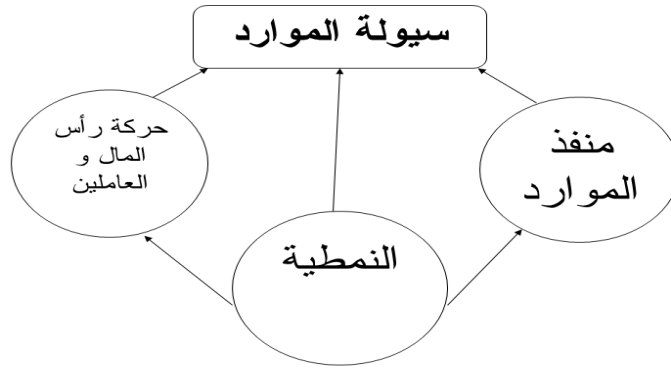 سيولة الموارد
منفذ
الموارد
حركة رأس
المال و
العاملين
النمطية